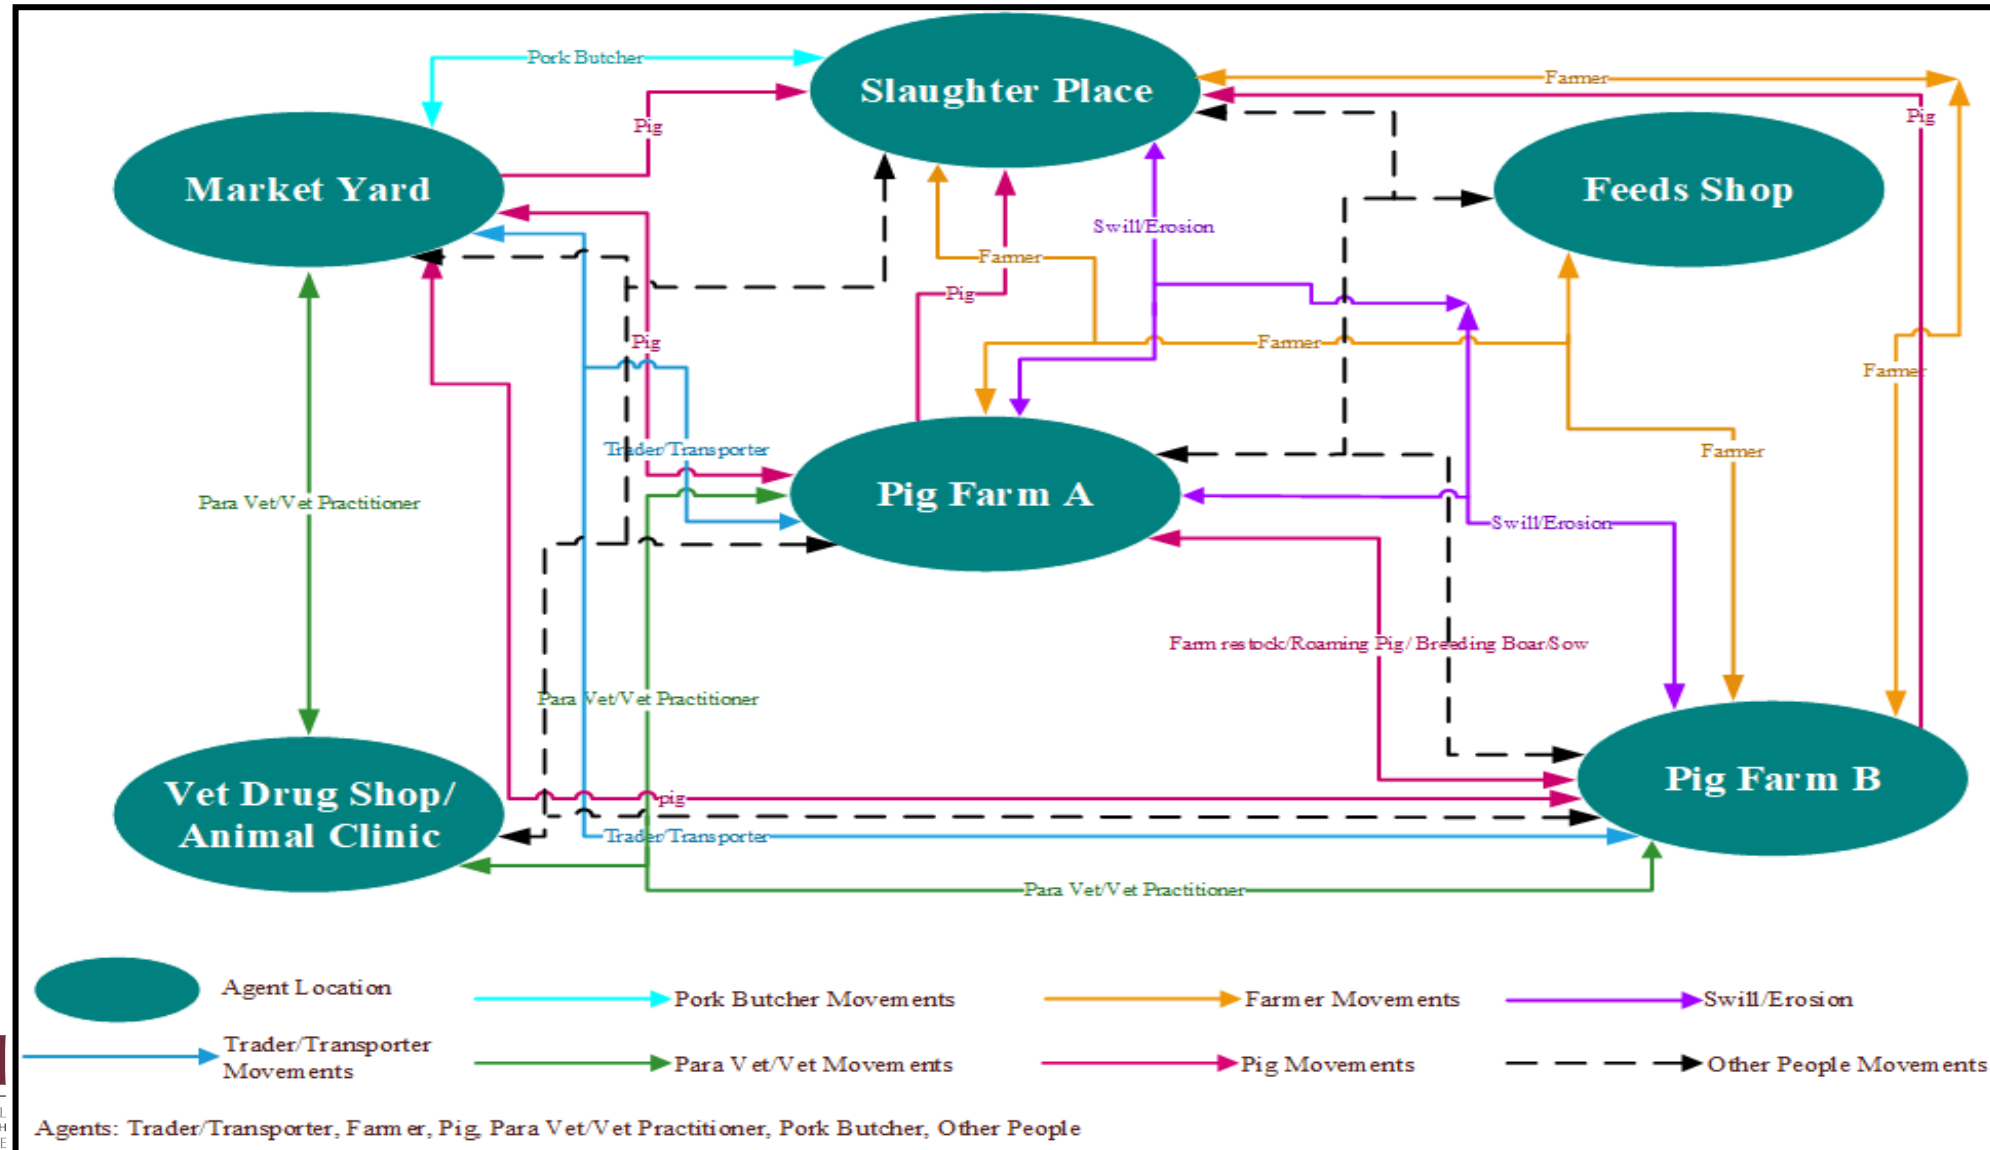 Pork Butcher
Slaughter Place
Farmer
Pig
Pig
Market Yard
Feeds Shop
Swill/Erosion
Farmer
Pig
Pig
Farmer
Farmer
Trader/Transporter
Farmer
Pig Farm A
Para Vet/Vet Practitioner
Swill/Erosion
Farm restock/Roaming Pig/ Breeding Boar/Sow
Para Vet/Vet Practitioner
Pig Farm B
Vet Drug Shop/
Animal Clinic
pig
Trader/Transporter
Para Vet/Vet Practitioner
Agent Location
Pork Butcher Movements
Farmer Movements
Swill/Erosion
Trader/Transporter
Movements
Para Vet/Vet Movements
Pig Movements
Other People Movements
L
H
E
Agents: Trader/Transporter, Farmer, Pig, Para Vet/Vet Practitioner, Pork Butcher, Other People